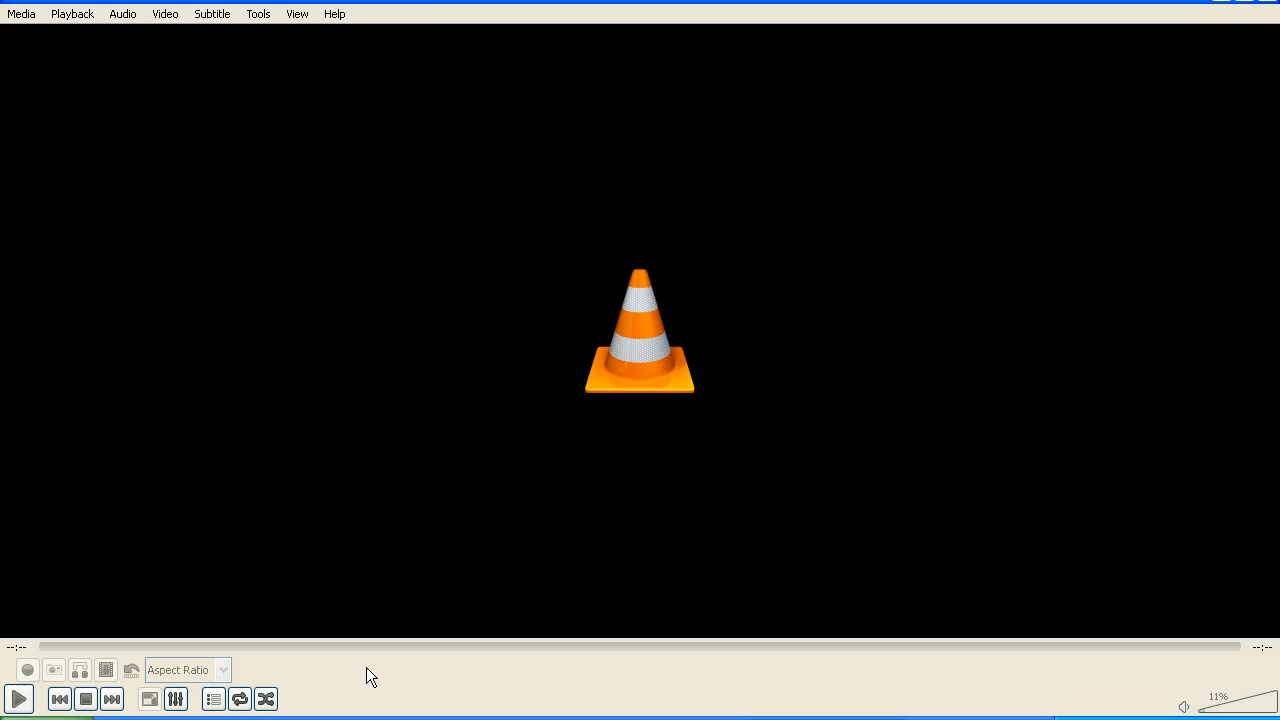 Media Playback Audio Video Subtitle Tools View Help
--:-- --:--
Aspect Ratio
11%